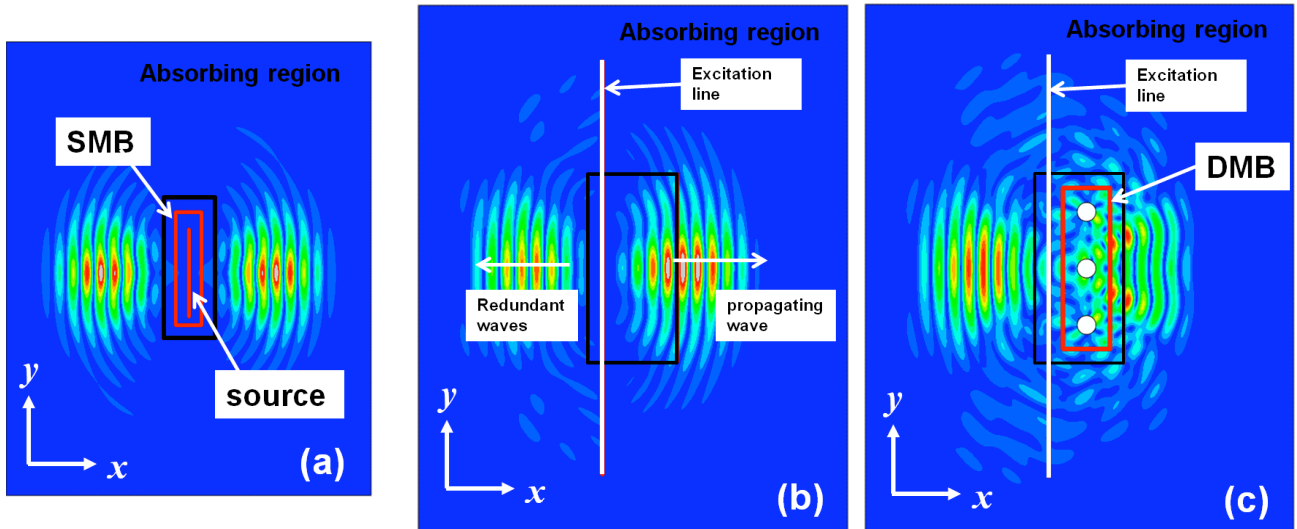 Absorbing region
SMB
source
y
x
(a)
Absorbing region
Excitation
line
Redundant
waves
propagating
wave
y
x
(b)
Absorbing region
Excitation
line
DMB
y
x
(c)